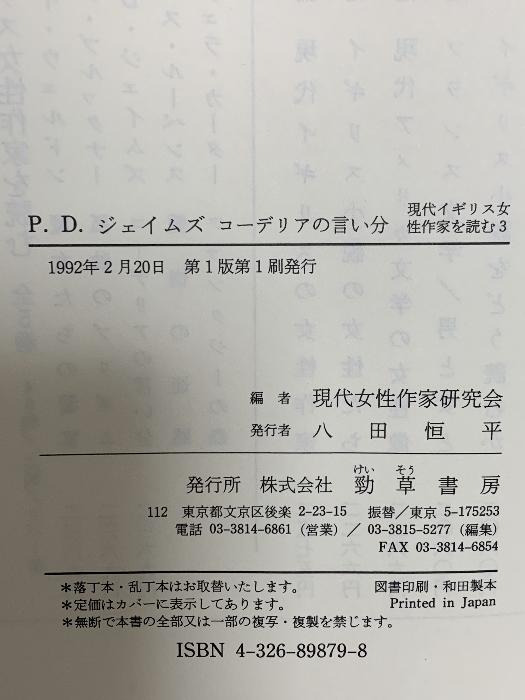 P. D. ジェイムズ コーデリアの言い分 現代イギリス女
性作家を読む3
1992年2月20日 第1版第1刷発行
編者 現代女性作家研究会
発行者 八田恒平
けい そう
発行所 株式会社 勁草書房
112 東京都文京区後楽 2-23-15 振替/東京 5-175253
電話 03-3814-6861 (営業) / 03-3815-5277 (編集)
FAX 03-3814-6854
*落丁本・乱丁本はお取替いたします。 図書印刷・和田製本
*定価はカバーに表示してあります。 Printed in Japan
*無断で本書の全部又は一部の複写・複製を禁じます。
ISBN 4-326-89879-8